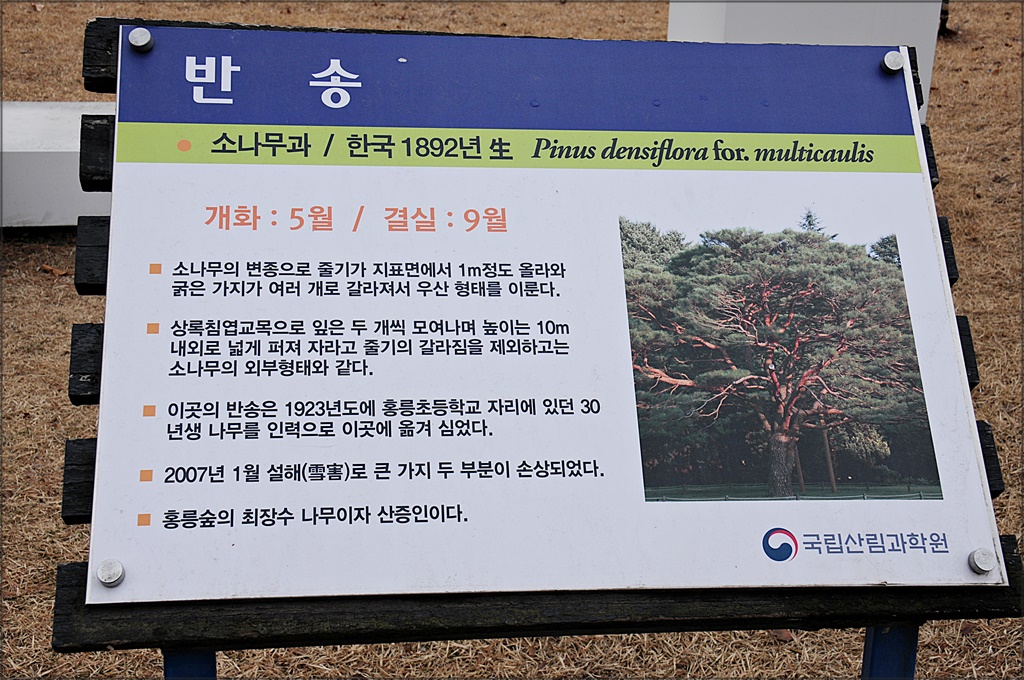 반 송
소나무과 / 한국 1892년 生 Pinus densiflora for. multicaulis
개화 : 5월 / 결실 : 9월
소나무의 변종으로 줄기가 지표면에서 1m정도 올라와
굵은 가지가 여러 개로 갈라져서 우산 형태를 이룬다.
상록침엽교목으로 잎은 두 개씩 모여나며 높이는 10m
내외로 넓게 퍼져 자라고 줄기의 갈라짐을 제외하고는
소나무의 외부형태와 같다.
이곳의 반송은 1923년도에 홍릉초등학교 자리에 있던 30
년생 나무를 인력으로 이곳에 옮겨 심었다.
2007년 1월 설해(雪害)로 큰 가지 두 부분이 손상되었다.
홍릉숲의 최장수 나무이자 산증인이다.
국립산림과학원